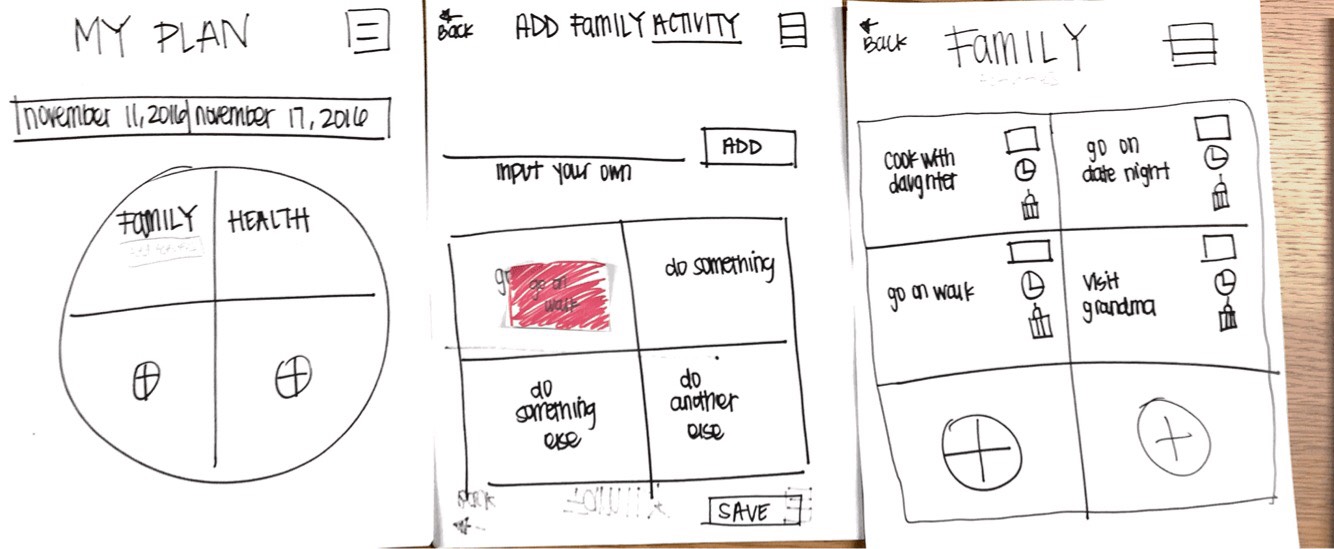 MY PLAN
november 11, 2016 november 17, 2016
FAMILY HEALTH
BACK
ADD FAMILY ACTIVITY
ADD
input your own
go
go on
walk
do something
do
something
else
do
another
else
SAVE
BACK
FAMILY
cook with
daughter
go on
date night
go on walk
visit
grandma